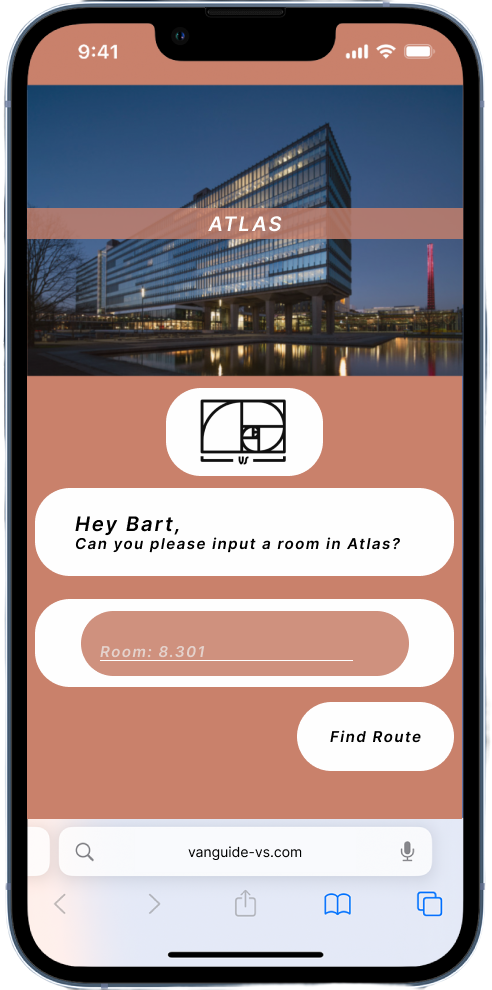 9:41
ATLAS
VS
Hey Bart,
Can you please input a room in Atlas?
Room: 8.301
Find Route
vanguide-vs.com